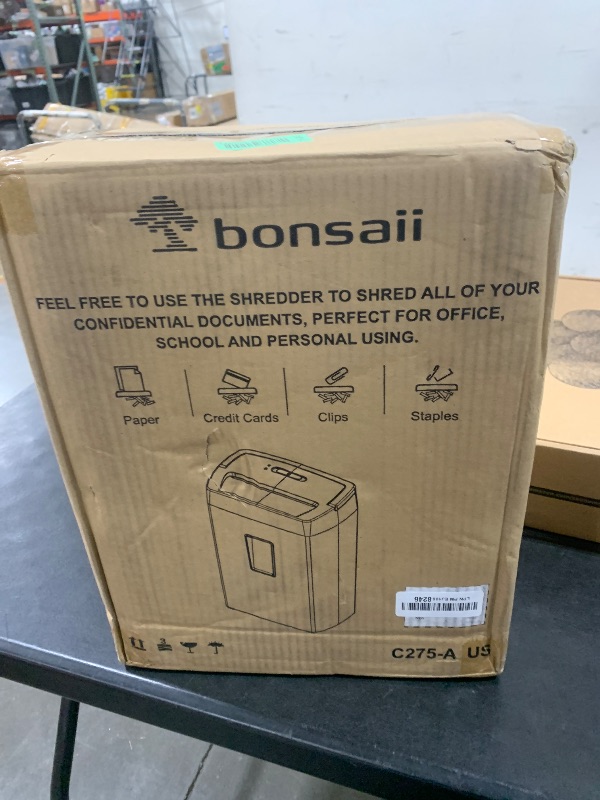 bonsaii
FEEL FREE TO USE THE SHREDDER TO SHRED ALL OF YOUR
CONFIDENTIAL DOCUMENTS, PERFECT FOR OFFICE,
SCHOOL AND PERSONAL USING.
Paper Credit Cards Clips Staples
8246
C275-A US